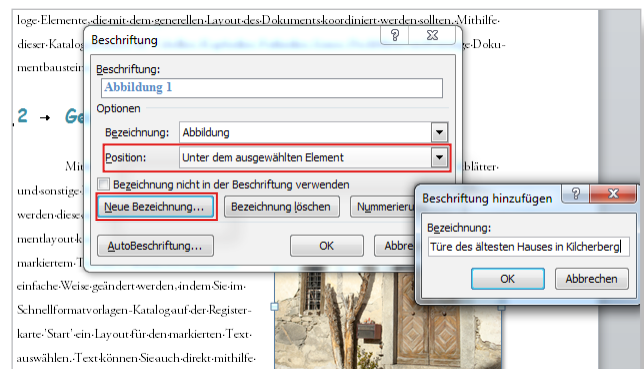 loge·Elemente,·die·mit·dem·generellen·Layout·des·Dokuments·koordiniert·werden·sollten.·Mithilfe·
dieser·Katalog
ge·Doku-
mentbaustein
Beschriftung
Beschriftung:
Abbildung 1
Optionen
Bezeichnung: Abbildung
Position: Unter dem ausgewählten Element
Bezeichnung nicht in der Beschriftung verwenden
Neue Bezeichnung... Bezeichnung löschen
AutoBeschriftung... OK
2 →
Mit
blätter·
und·sonstige·
werden·diese
mentlayout·k
markiertem·T
einfache·Weise·geändert·werden,·indem·Sie·im·
Schnellformatvorlagen-Katalog·auf·der·Register-
karte·'Start'·ein·Layout·für·den·markierten·Text·
auswählen.·Text·können·Sie·auch·direkt·mithilfe·
Beschriftung hinzufügen
Bezeichnung:
Türe des ältesten Hauses in Kilcherberg
OK Abbrechen